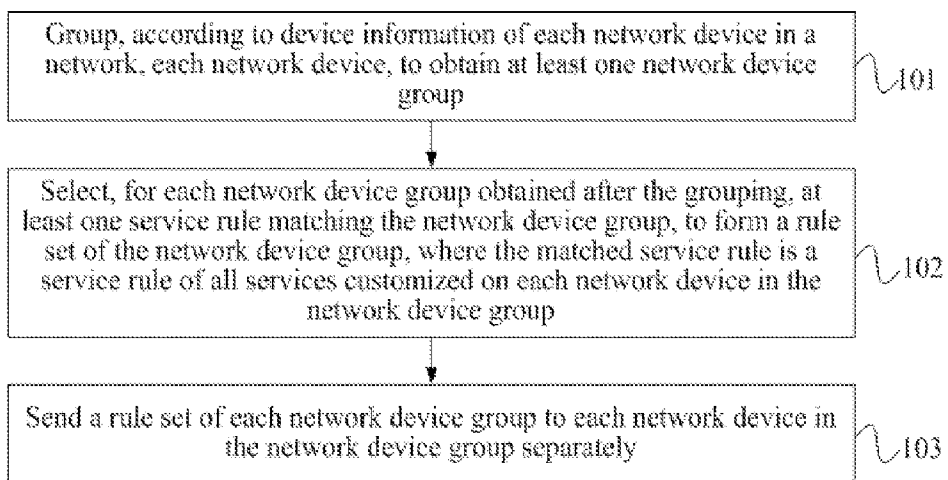 Group, according to device information of each network device in a
network, each network device, to obtain at least one network device
group
101
Select, for each network device group obtained after the grouping, at
least one service rule matching the network device group, to form a rule
set of the network device group, where the matched service rule is a
service rule of all services customized on each network device in the
network device group
102
Send a rule set of each network device group to each network device in
the network device group separately
103